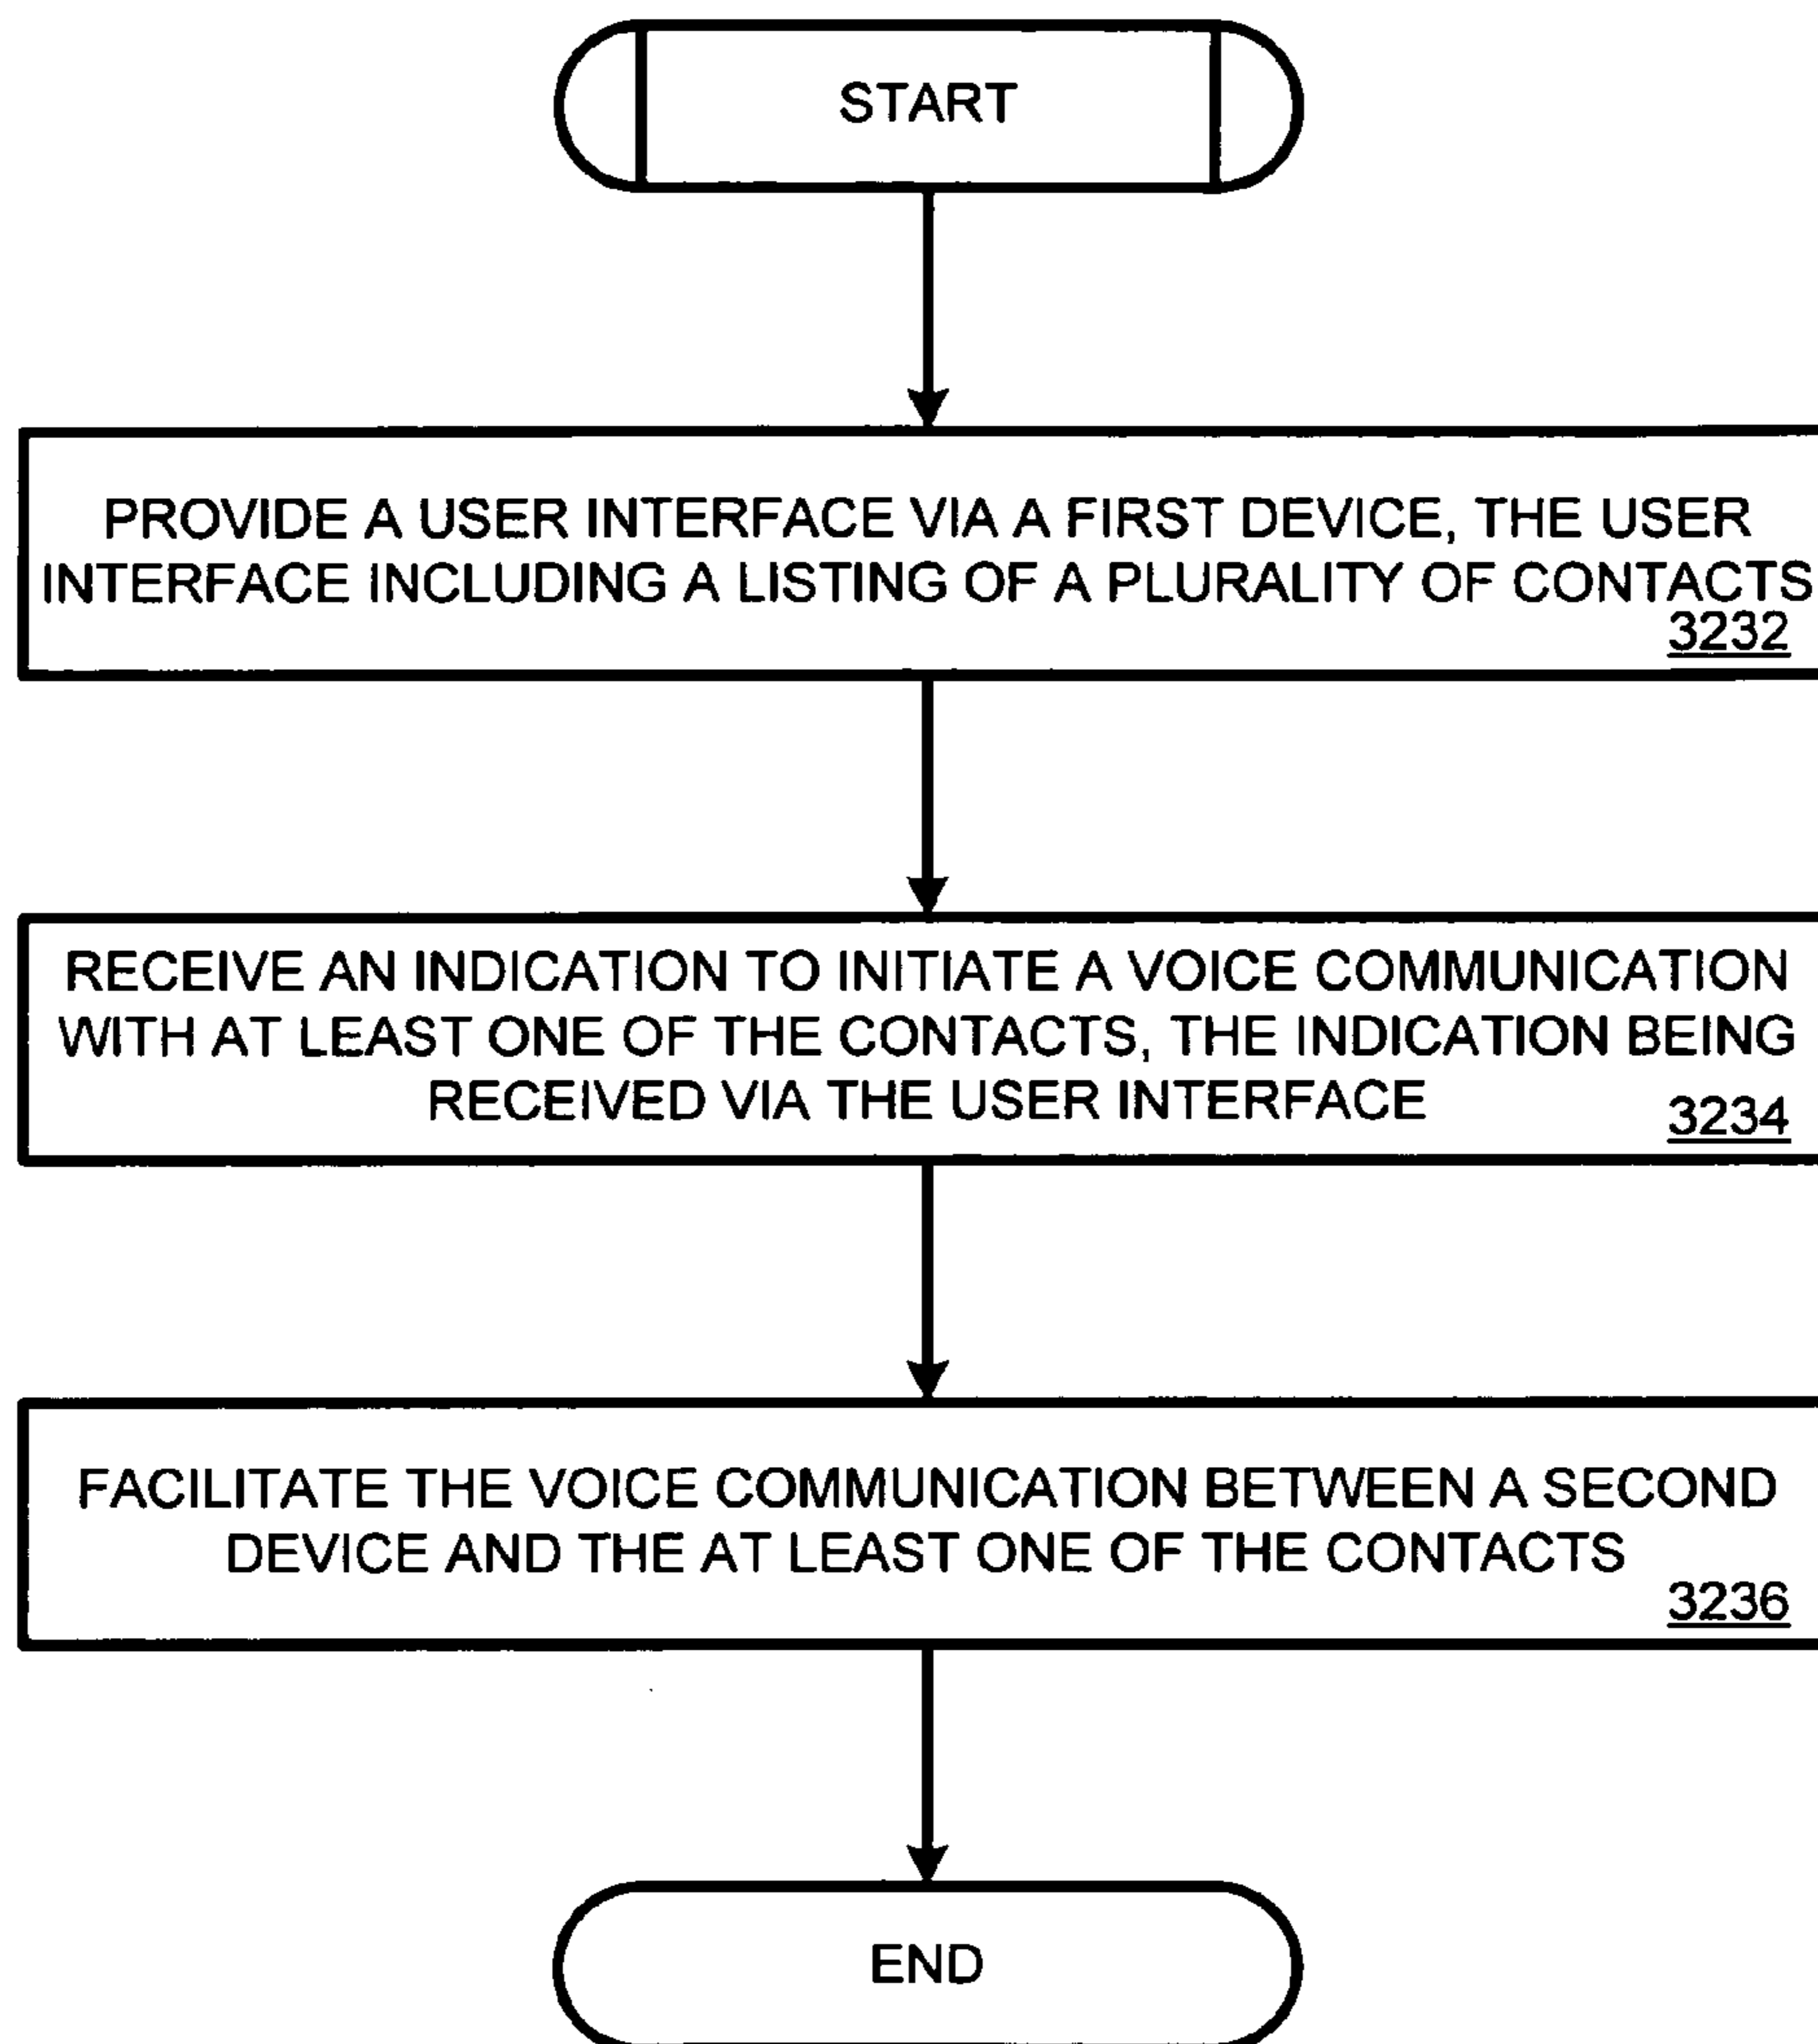 START
PROVIDE A USER INTERFACE VIA A FIRST DEVICE, THE USER
INTERFACE INCLUDING A LISTING OF A PLURALITY OF CONTACTS
3232
RECEIVE AN INDICATION TO INITIATE A VOICE COMMUNICATION
WITH AT LEAST ONE OF THE CONTACTS, THE INDICATION BEING
RECEIVED VIA THE USER INTERFACE
3234
FACILITATE THE VOICE COMMUNICATION BETWEEN A SECOND
DEVICE AND THE AT LEAST ONE OF THE CONTACTS
3236
END